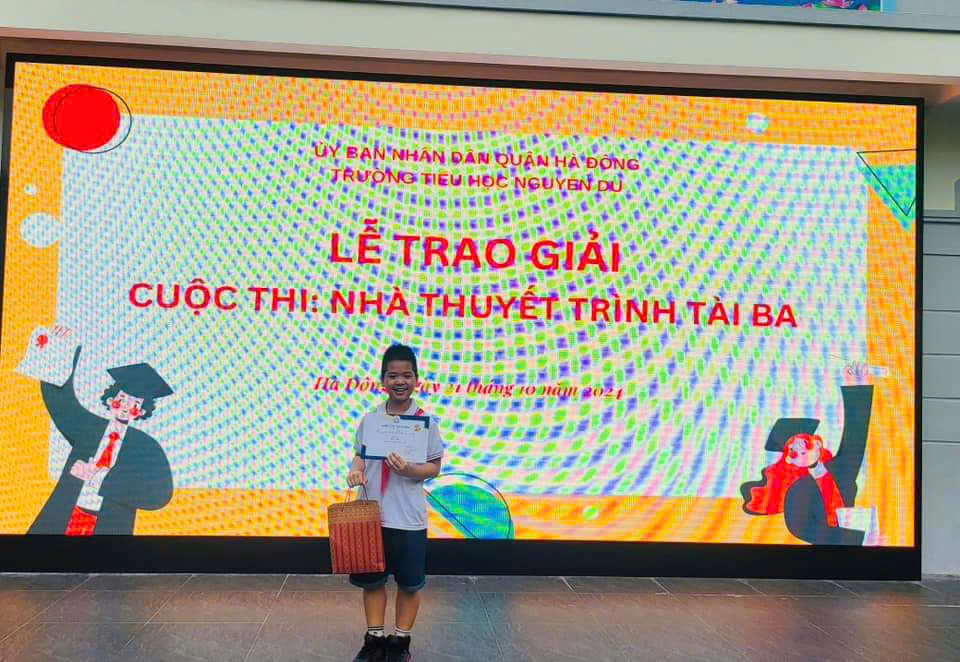 ỦY BAN NHÂN DÂN QUẬN HÀ ĐÔNG
TRƯỜNG TIỂU HỌC NGUYỄN DU
LỄ TRAO GIẢI
CUỘC THI: NHÀ THUYẾT TRÌNH TÀI BA
Hà Đông, ngày 21 tháng 10 năm 2024